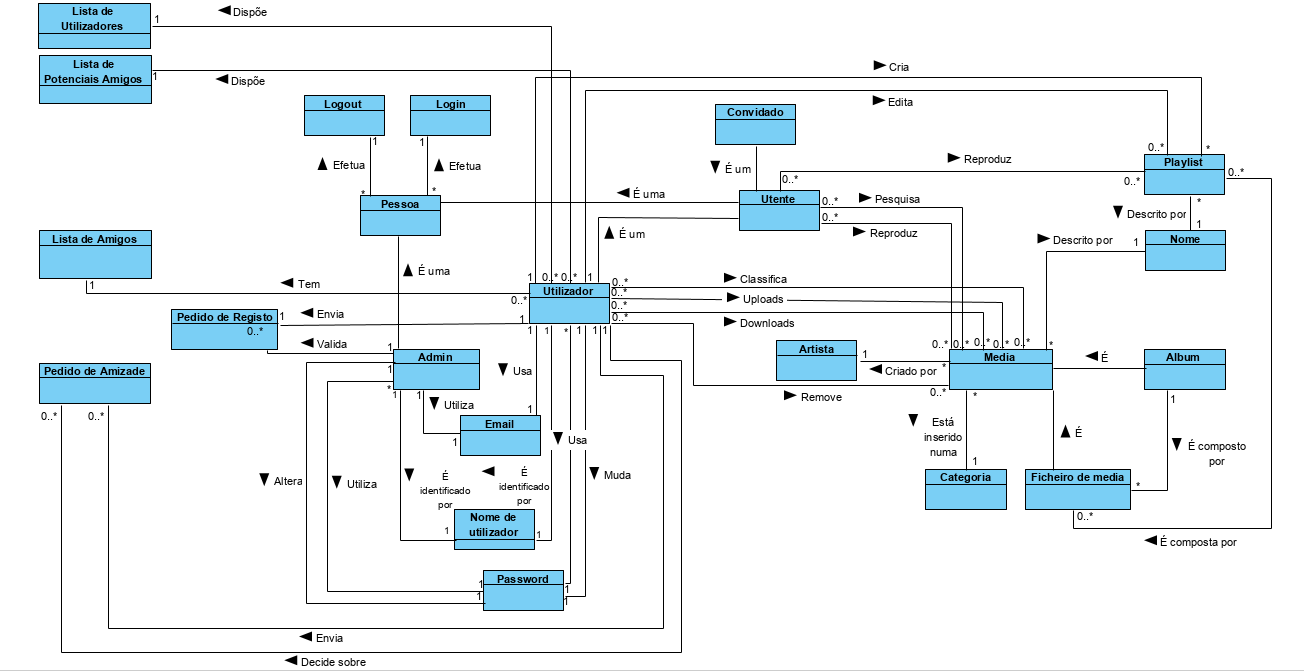 Lista de
Utilizadores
1
Dispõe
Lista de
Potenciais Amigos
1
Dispõe
Cria
Edita
Logout
Login
Convidado
1
1
Efetua
Efetua
*
*
É um
Reproduz
0..*
*
Playlist
0..*
0..*
0..*
Pessoa
É uma
Utente
0..*
Pesquisa
0..*
Reproduz
*
Descrito por
1
Lista de Amigos
É um
Descrito por
1
Nome
É uma
1
Tem
1
0..*
0..*
1
0..*
Classifica
0..*
Uploads
0..*
Downloads
0..*
Utilizador
0..*
Pedido de Registo
1
0..*
Envia
1
Valida
1
1
1
*
1
1
1
Admin
1
*
1
1
Usa
Artista
1
Criado por
*
0..*
0..*
0..*
0..*
0..*
*
Media
É
Album
Pedido de Amizade
0..*
0..*
Utiliza
1
Email
1
Remove
0..*
*
1
Está
inserido
numa
1
É
É composto
por
*
Usa
Altera
Utiliza
É
identificado
por
É
identificado
por
Muda
Categoria
Ficheiro de media
0..*
Nome de
utilizador
1
1
É composta por
Password
1
1
1
1
Envia
Decide sobre